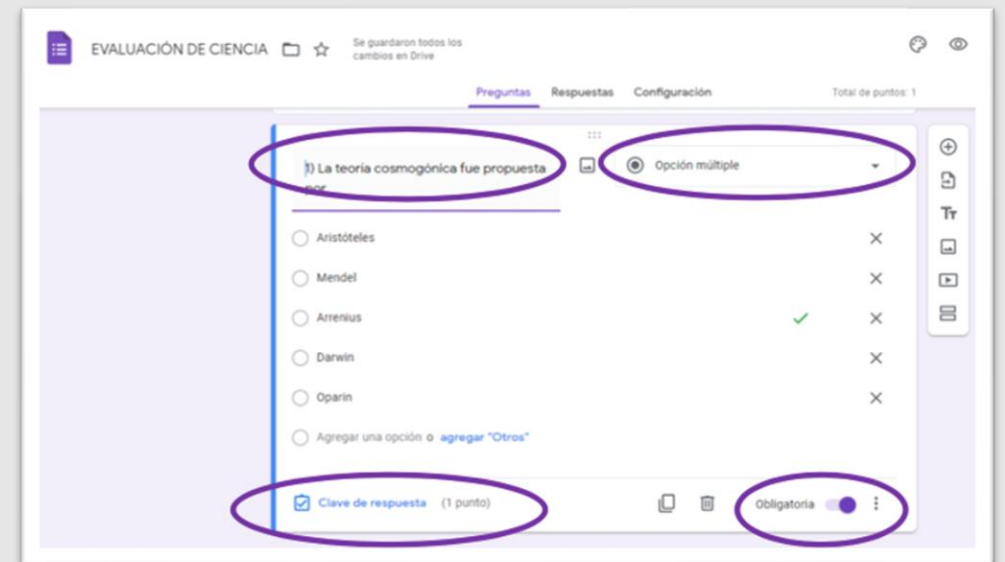 EVALUACIÓN DE CIENCIA
Se guardaron todos los
cambios en Drive
Preguntas Respuestas Configuración Total de puntos: 1
1) La teoría cosmogónica fue propuesta
por
Opción múltiple
Aristóteles
Mendel
Arrenius
Darwin
Oparin
Agregar una opción o agregar "Otros"
Clave de respuesta (1 punto) Obligatoria
Tт